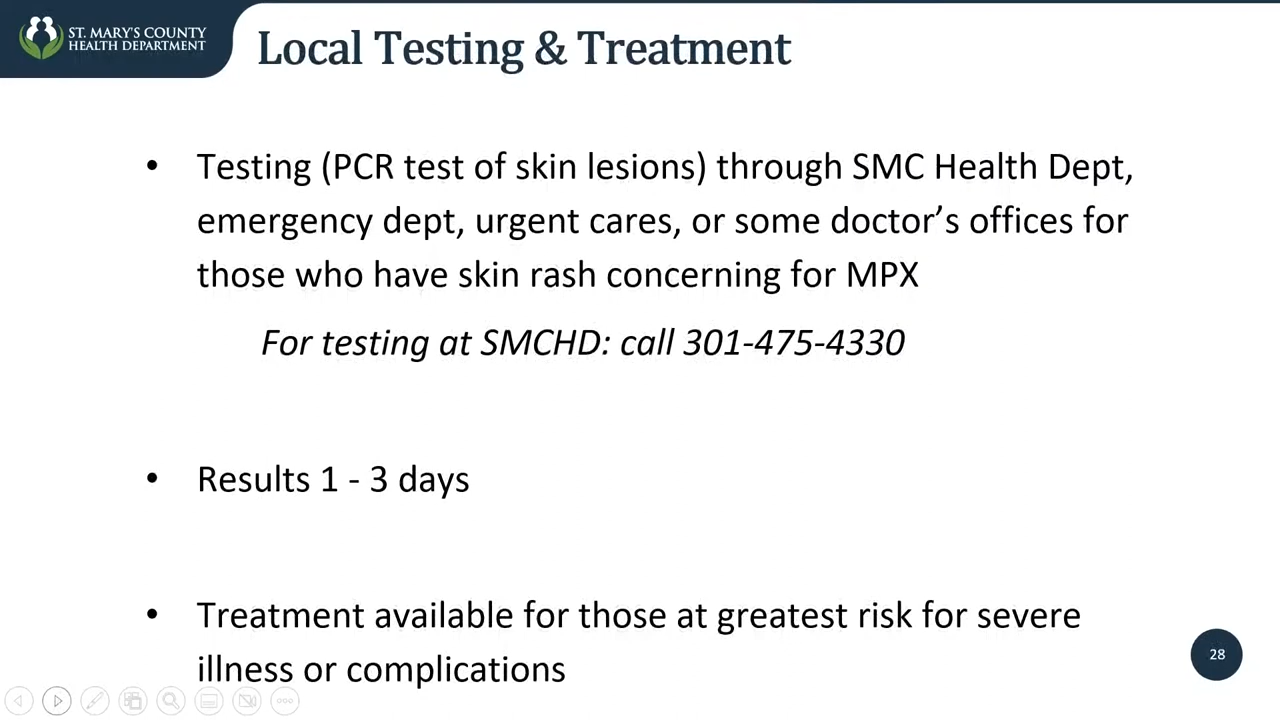 ST. MARY'S COUNTY
HEALTH DEPARTMENT
Local Testing & Treatment
• Testing (PCR test of skin lesions) through SMC Health Dept,
emergency dept, urgent cares, or some doctor’s offices for
those who have skin rash concerning for MPX
For testing at SMCHD: call 301-475-4330
• Results 1 - 3 days
• Treatment available for those at greatest risk for severe
illness or complications
28